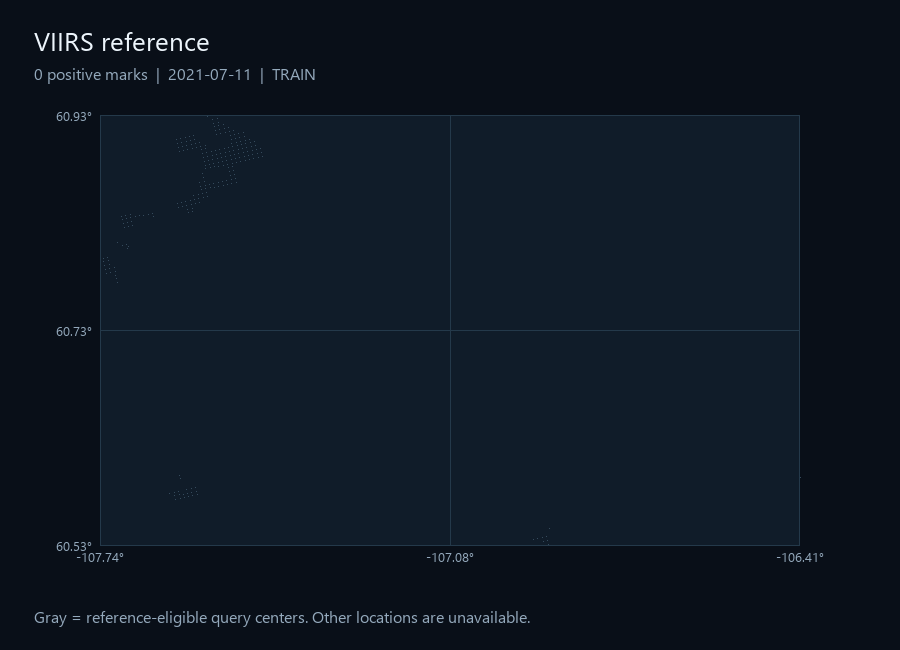 VIIRS reference
0 positive marks | 2021-07-11 | TRAIN
60.93°
60.73°
60.53°
-107.74°
-107.08°
-106.41°
Gray = reference-eligible query centers. Other locations are unavailable.